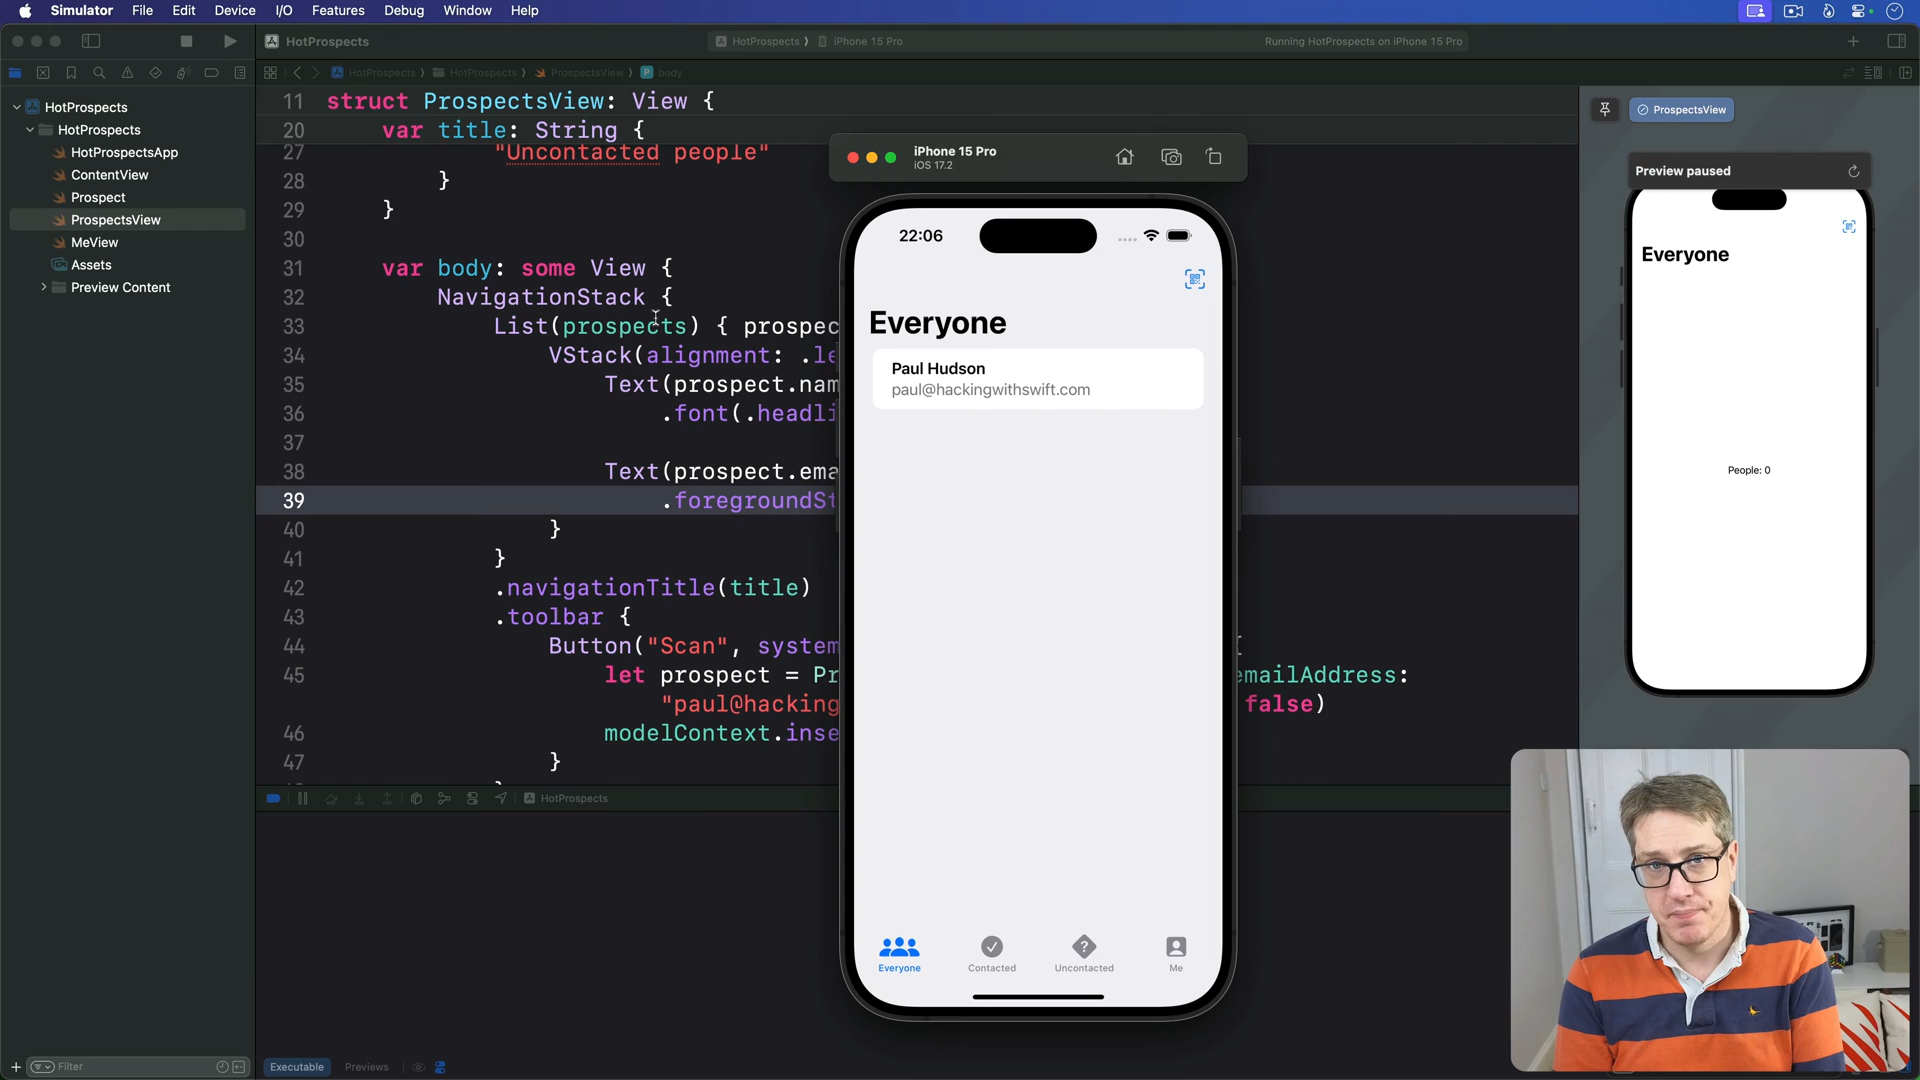 Simulator File Edit Device I/O Features Debug Window Help
HotProspects
HotProspects iPhone 15 Pro
Running HotProspects on iPhone 15 Pro
HotProspects HotProspects ProspectsView P body
HotProspects
HotProspects
HotProspectsApp
ContentView
Prospect
ProspectsView
MeView
Assets
Preview Content
Filter
11 struct ProspectsView: View {
20 var title: String {
27 "Uncontacted people"
28 }
29 }
30
31 var body: some View {
32 NavigationStack {
33 List(prospects) { prospec
34 VStack(alignment: .le
35 Text(prospect.nam
36 .font(.headli
37
38 Text(prospect.ema
39 .foregroundSt
40 }
41 }
42 .navigationTitle(title)
43 .toolbar {
44 Button("Scan", system {
45 let prospect = Pr emailAddress:
"paul@hacking false)
46 modelContext.inse
47 }
HotProspects
Executable Previews
iPhone 15 Pro
iOS 17.2
22:06
Everyone
Paul Hudson
paul@hackingwithswift.com
Everyone Contacted Uncontacted Me
ProspectsView
Preview paused
Everyone
People: 0